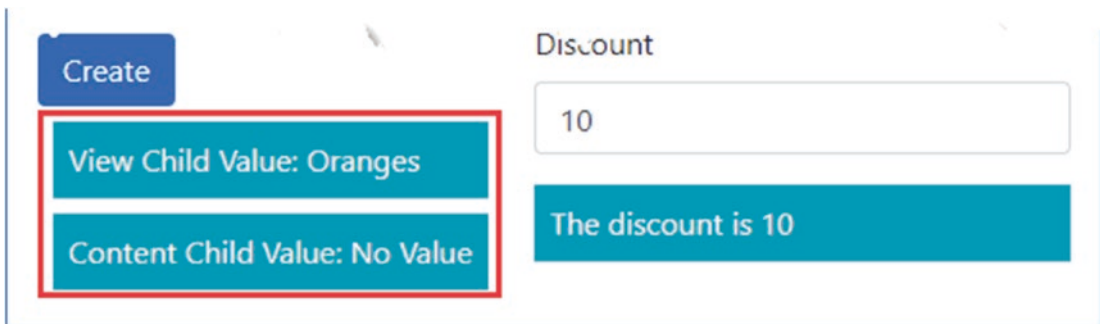 Create
View Child Value: Oranges
Content Child Value: No Value
Discount
10
The discount is 10